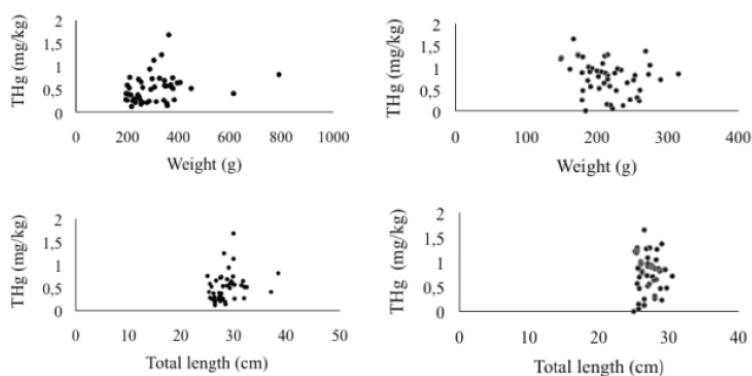 THg (mg/kg)
2
1,5
1
0,5
0
0 200 400 600 800 1000
Weight (g)
THg (mg/kg)
2
1,5
1
0,5
0
0 100 200 300 400
Weight (g)
THg (mg/kg)
2
1,5
1
0,5
0
0 10 20 30 40 50
Total length (cm)
THg (mg/kg)
2
1,5
1
0,5
0
0 10 20 30 40
Total length (cm)